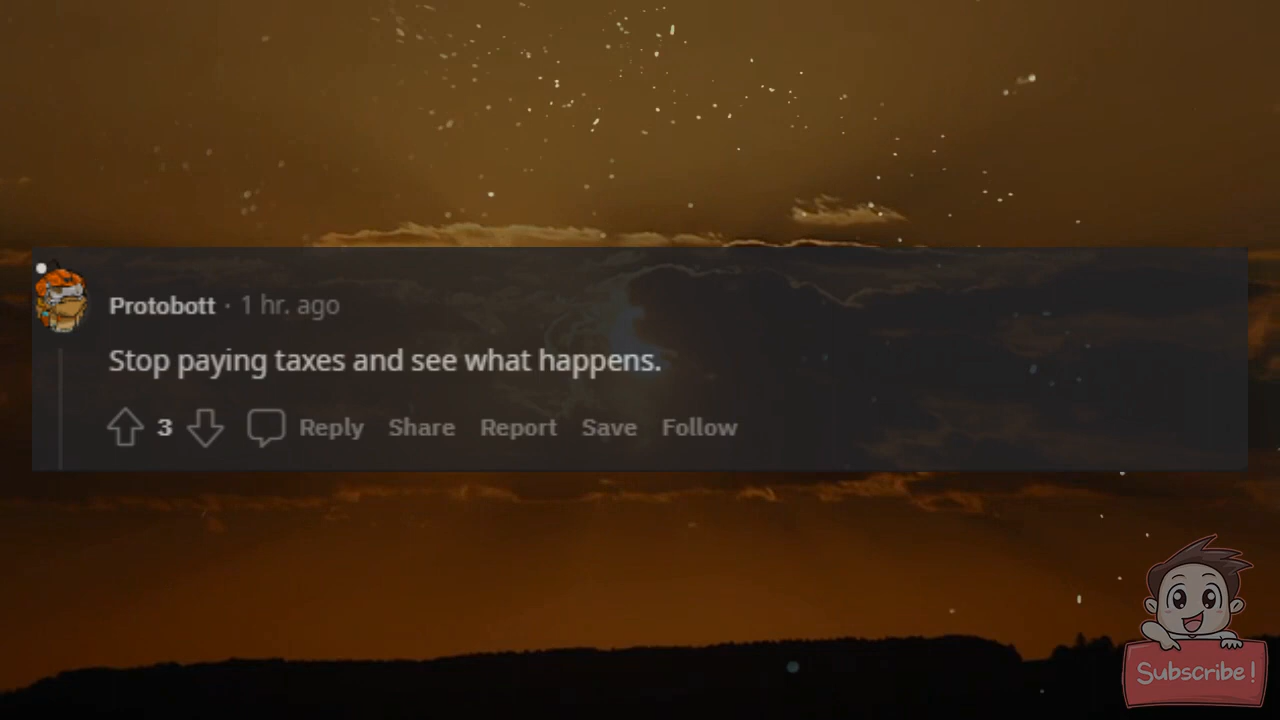 Protobott · 1 hr. ago
Stop paying taxes and see what happens.
3 Reply Share Report Save Follow
Subscribe!